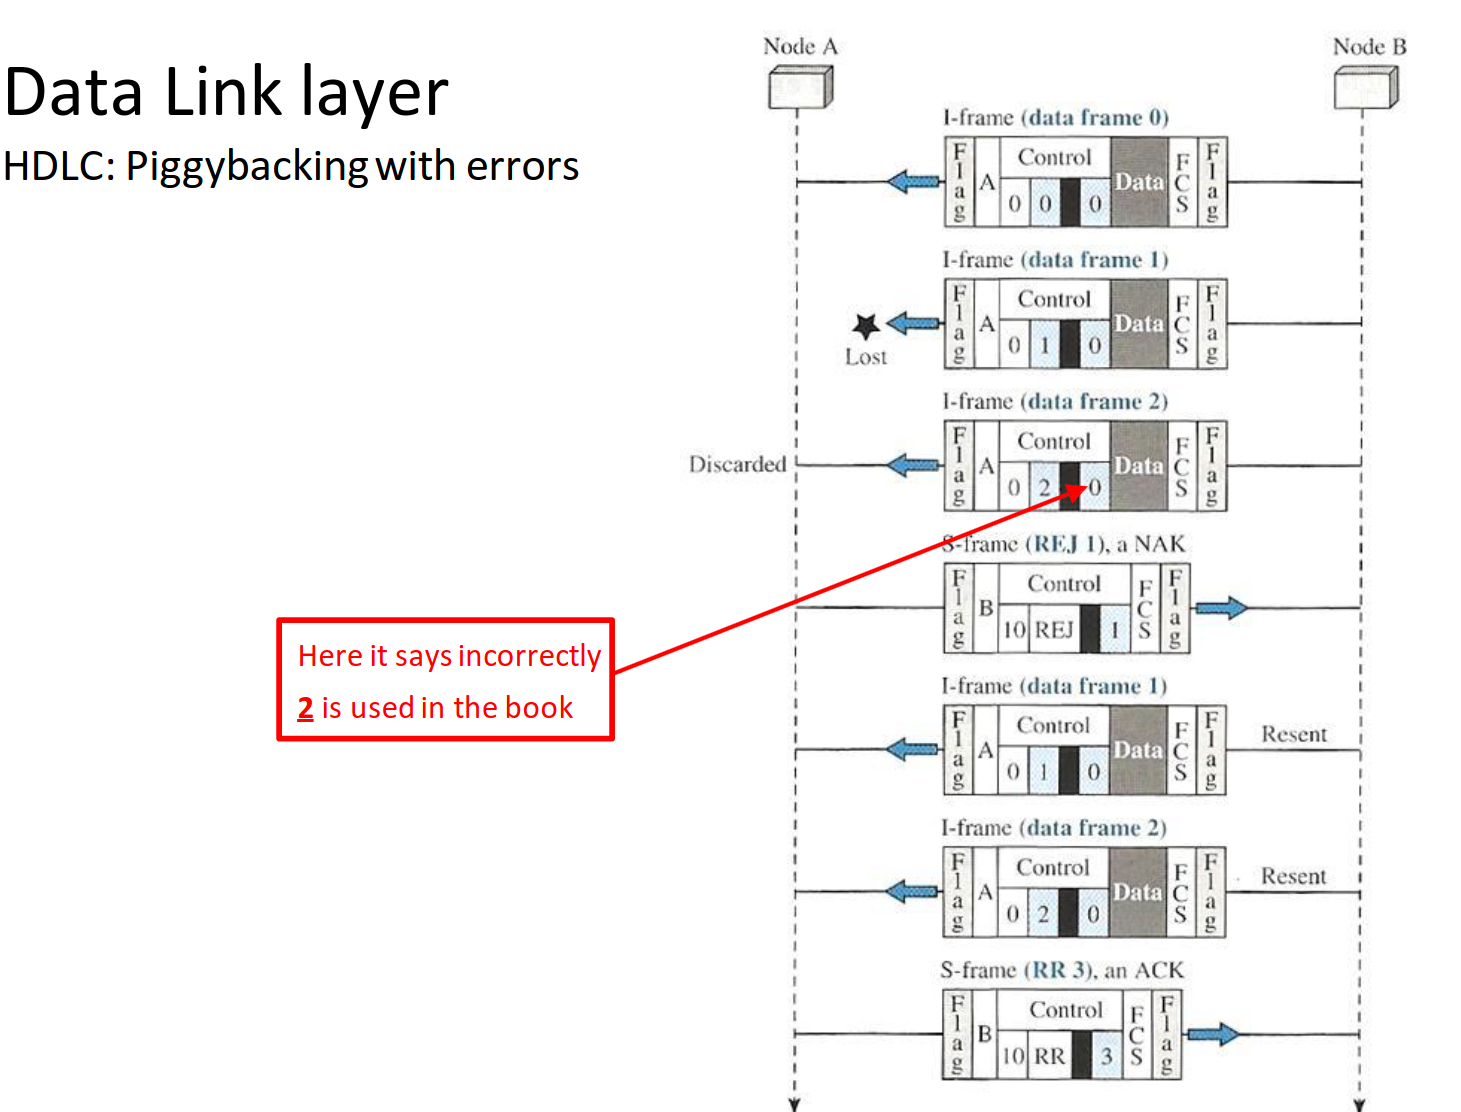 Data Link layer
HDLC: Piggybacking with errors
Here it says incorrectly
2 is used in the book
Node A Node B
I-frame (data frame 0)
Flag A Control 0 0 0 Data FCS Flag
I-frame (data frame 1)
Flag A Control 0 1 0 Data FCS Flag
Lost
I-frame (data frame 2)
Discarded
Flag A Control 0 2 0 Data FCS Flag
S-frame (REJ 1), a NAK
Flag B Control 10 REJ 1 FCS Flag
I-frame (data frame 1)
Flag A Control 0 1 0 Data FCS Flag
Resent
I-frame (data frame 2)
Flag A Control 0 2 0 Data FCS Flag
Resent
S-frame (RR 3), an ACK
Flag B Control 10 RR 3 FCS Flag